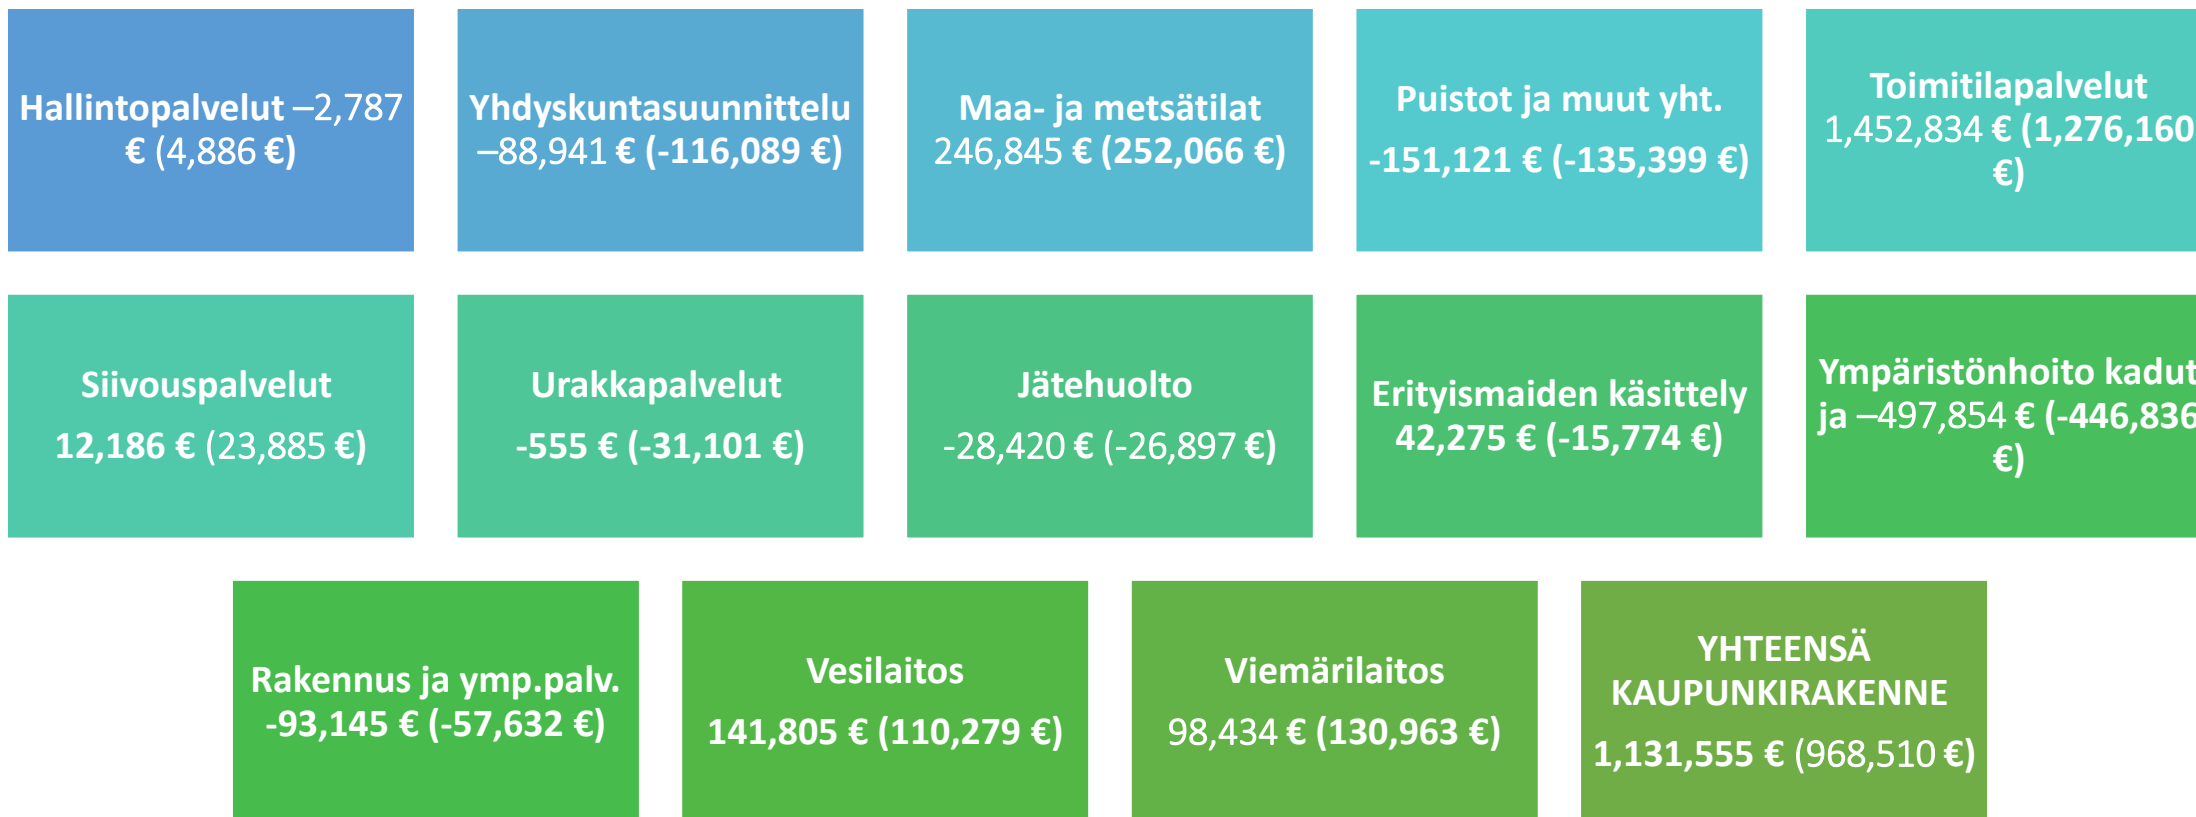 Hallintopalvelut –2,787
€ (4,886 €)
Yhdyskuntasuunnittelu
–88,941 € (-116,089 €)
Maa- ja metsätilat
246,845 € (252,066 €)
Puistot ja muut yht.
-151,121 € (-135,399 €)
Toimitilapalvelut
1,452,834 € (1,276,160
€)
Siivouspalvelut
12,186 € (23,885 €)
Urakkapalvelut
-555 € (-31,101 €)
Jätehuolto
-28,420 € (-26,897 €)
Erityismaiden käsittely
42,275 € (-15,774 €)
Ympäristönhoito kadut
ja –497,854 € (-446,836
€)
Rakennus ja ymp.palv.
-93,145 € (-57,632 €)
Vesilaitos
141,805 € (110,279 €)
Viemärilaitos
98,434 € (130,963 €)
YHTEENSÄ
KAUPUNKIRAKENNE
1,131,555 € (968,510 €)